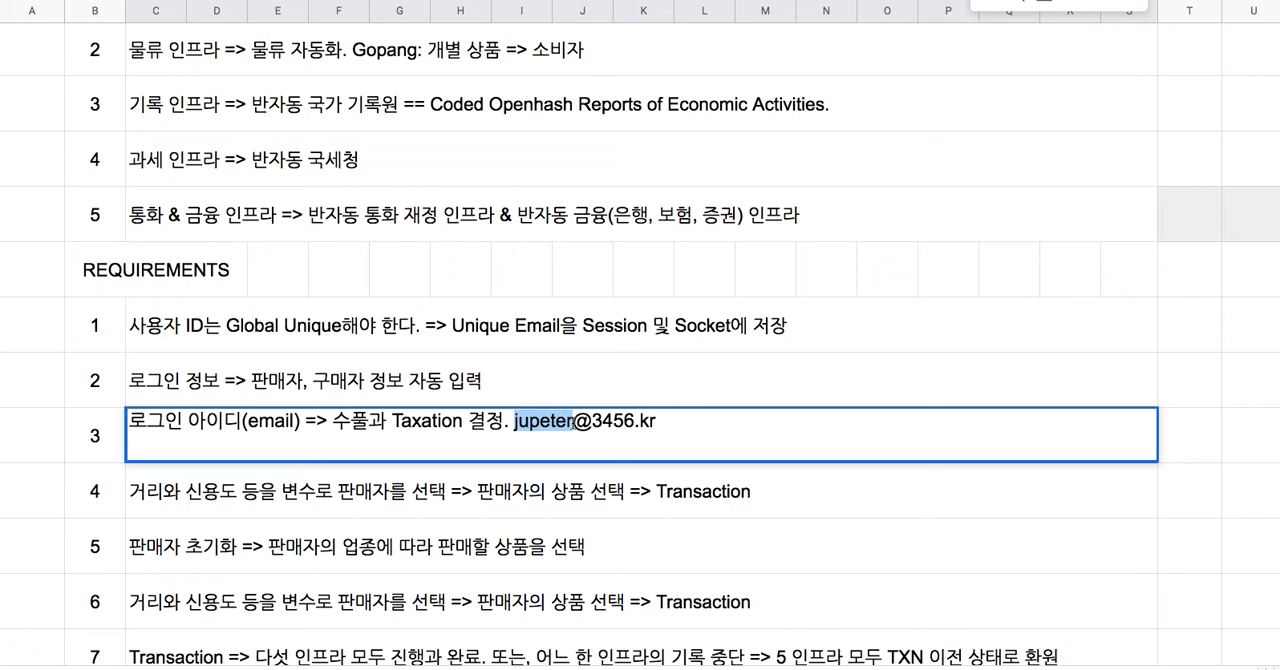 A B C D E F G H I J K L M N O P T U
2 물류 인프라 => 물류 자동화. Gopang: 개별 상품 => 소비자
3 기록 인프라 => 반자동 국가 기록원 == Coded Openhash Reports of Economic Activities.
4 과세 인프라 => 반자동 국세청
5 통화 & 금융 인프라 => 반자동 통화 재정 인프라 & 반자동 금융(은행, 보험, 증권) 인프라
REQUIREMENTS
1 사용자 ID는 Global Unique해야 한다. => Unique Email을 Session 및 Socket에 저장
2 로그인 정보 => 판매자, 구매자 정보 자동 입력
3 로그인 아이디(email) => 수풀과 Taxation 결정. jupeter@3456.kr
4 거리와 신용도 등을 변수로 판매자를 선택 => 판매자의 상품 선택 => Transaction
5 판매자 초기화 => 판매자의 업종에 따라 판매할 상품을 선택
6 거리와 신용도 등을 변수로 판매자를 선택 => 판매자의 상품 선택 => Transaction
7 Transaction => 다섯 인프라 모두 진행과 완료. 또는, 어느 한 인프라의 기록 중단 => 5 인프라 모두 TXN 이전 상태로 환원